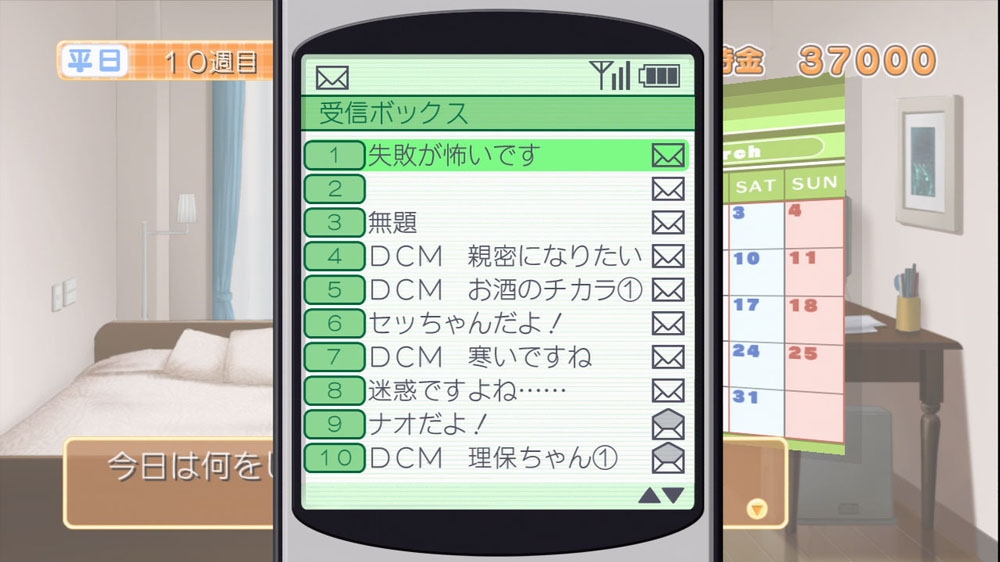 平日
10週目
時金 37000
受信ボックス
1 失敗が怖いです
2
3 無題
4 DCM 親密になりたい
5 DCM お酒のチカラ①
6 セッちゃんだよ!
7 DCM 寒いですね
8 迷惑ですよね……
9 ナオだよ!
10 DCM 理保ちゃん①
rch
SAT SUN
3 4
10 11
17 18
24 25
31
今日は何を